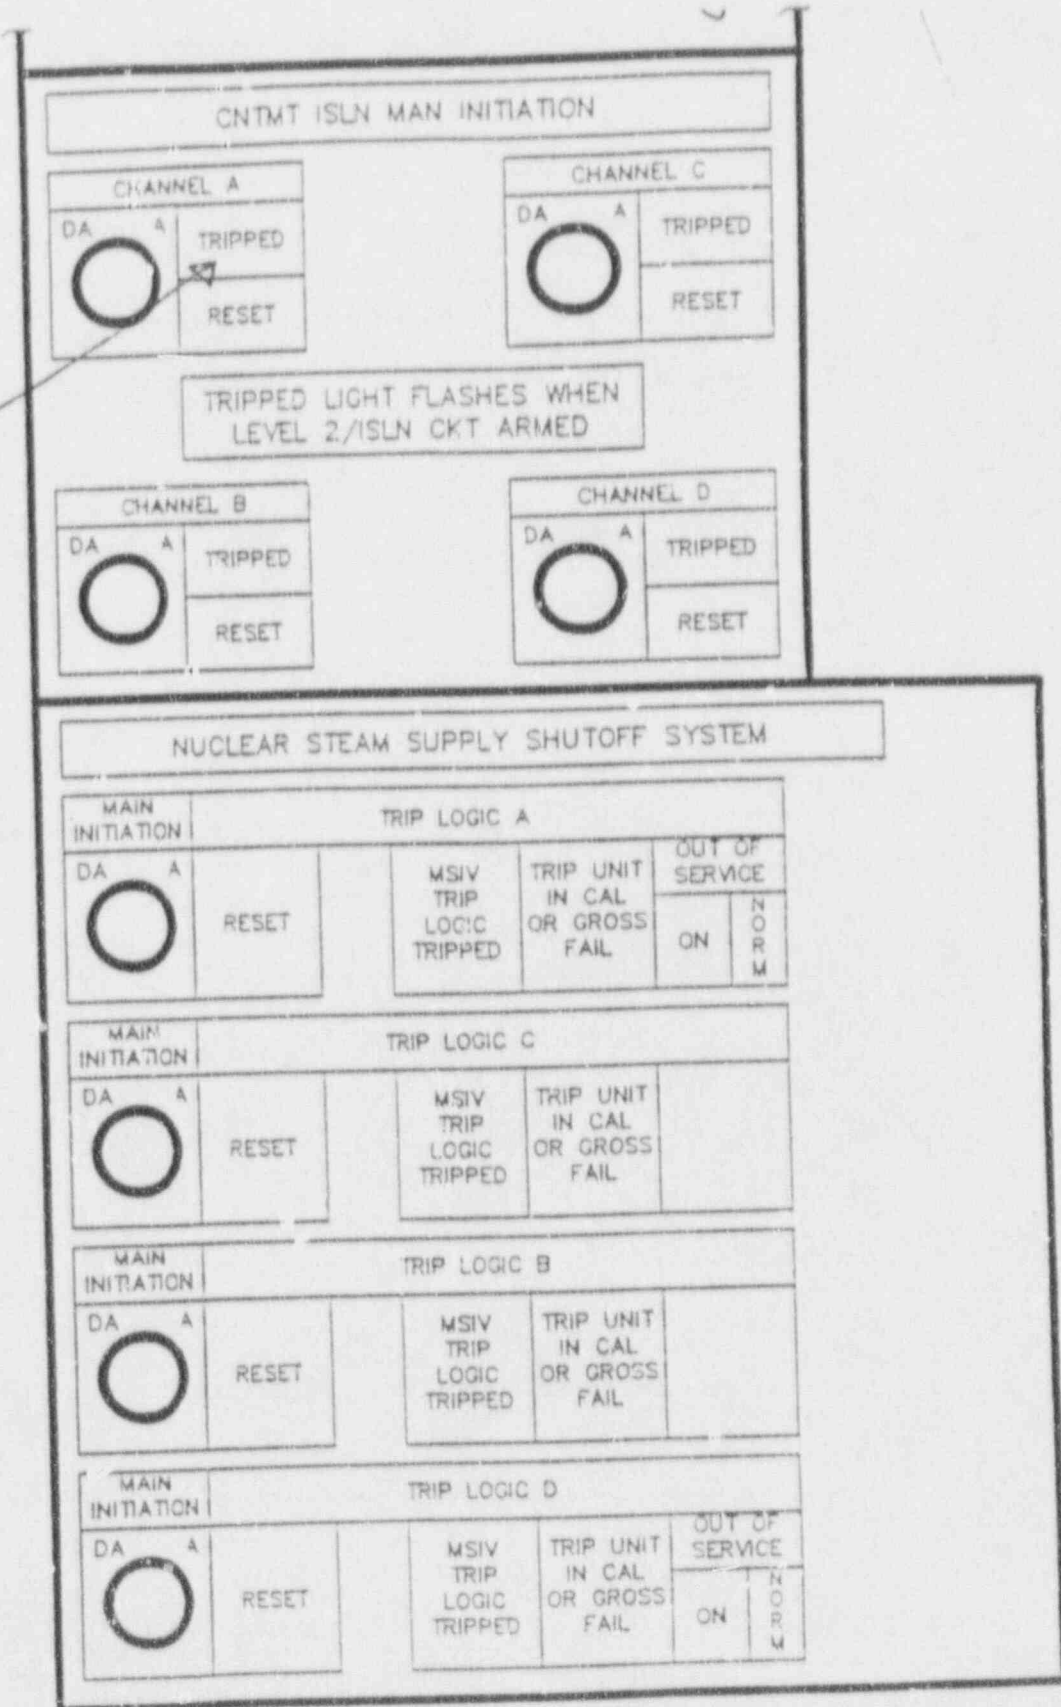 CNTMT ISLN MAN INITIATION
CHANNEL A
DA A
TRIPPED
RESET
CHANNEL C
DA A
TRIPPED
RESET
TRIPPED LIGHT FLASHES WHEN
LEVEL 2/ISLN CKT ARMED
CHANNEL B
DA A
TRIPPED
RESET
CHANNEL D
DA A
TRIPPED
RESET
NUCLEAR STEAM SUPPLY SHUTOFF SYSTEM
MAIN
INITIATION
TRIP LOGIC A
DA A
RESET
MSIV
TRIP
LOGIC
TRIPPED
TRIP UNIT
IN CAL
OR GROSS
FAIL
OUT OF
SERVICE
ON
NORM
MAIN
INITIATION
TRIP LOGIC C
DA A
RESET
MSIV
TRIP
LOGIC
TRIPPED
TRIP UNIT
IN CAL
OR GROSS
FAIL
MAIN
INITIATION
TRIP LOGIC B
DA A
RESET
MSIV
TRIP
LOGIC
TRIPPED
TRIP UNIT
IN CAL
OR GROSS
FAIL
MAIN
INITIATION
TRIP LOGIC D
DA A
RESET
MSIV
TRIP
LOGIC
TRIPPED
TRIP UNIT
IN CAL
OR GROSS
FAIL
OUT OF
SERVICE
ON
NORM